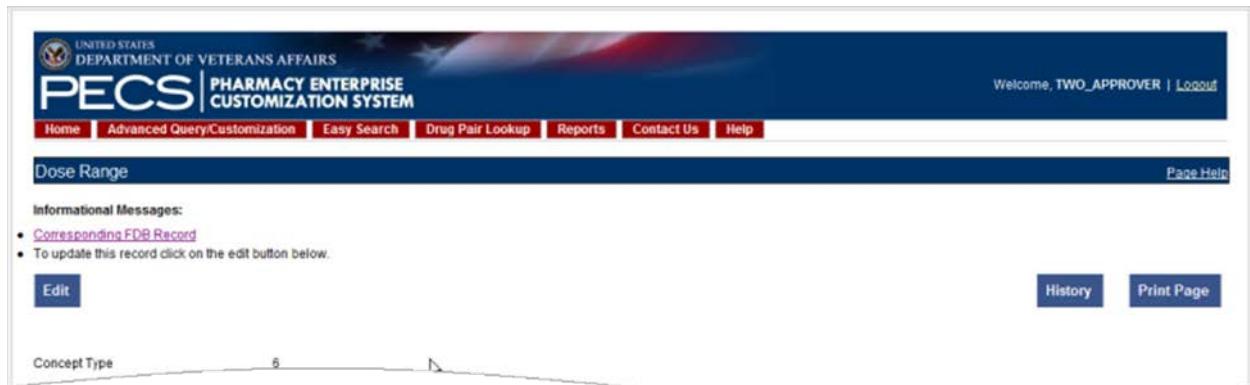 UNITED STATES
DEPARTMENT OF VETERANS AFFAIRS
PECS PHARMACY ENTERPRISE
CUSTOMIZATION SYSTEM
Welcome, TWO_APPROVER | Logout
Home Advanced Query/Customization Easy Search Drug Pair Lookup Reports Contact Us Help
Dose Range Page Help
Informational Messages:
• Corresponding FDB Record
• To update this record click on the edit button below.
Edit History Print Page
Concept Type 6